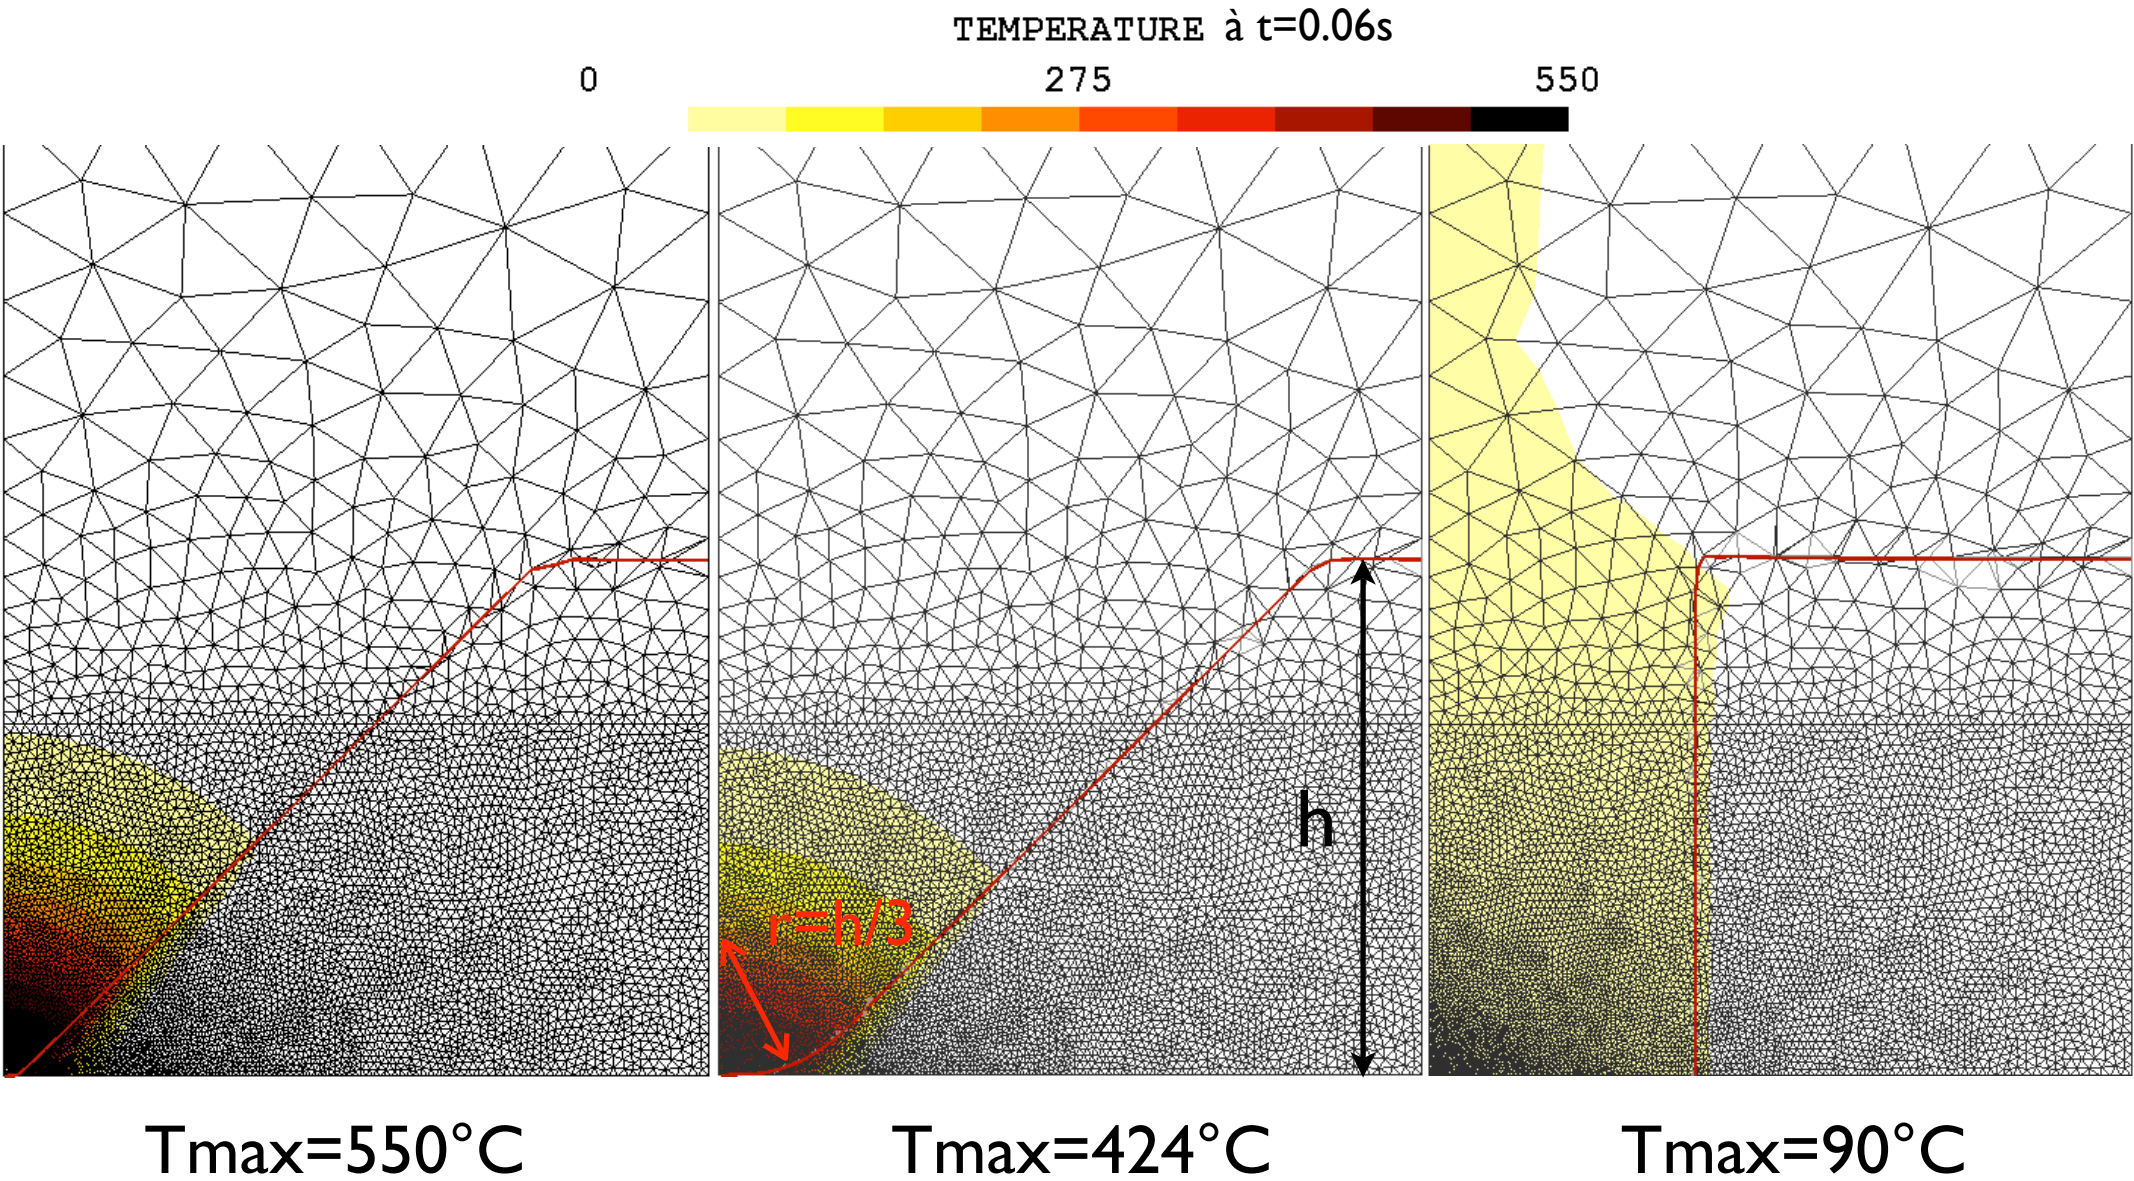 TEMPERATURE à t=0.06s
0 275 550
h
r=h/3
Tmax=550°C Tmax=424°C Tmax=90°C